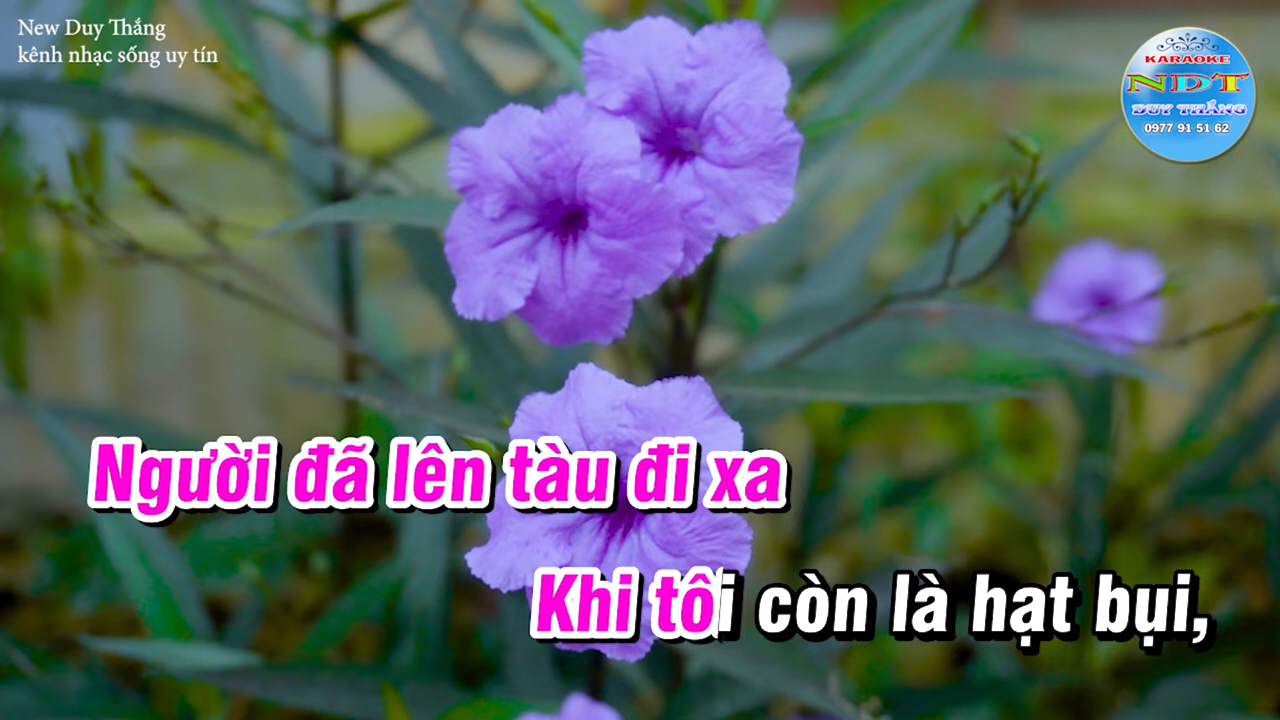 New Duy Thắng
kênh nhạc sống uy tín
KARAOKE
NDT
DUY THẮNG
0977 91 51 62
Người đã lên tàu đi xa
Khi tôi còn là hạt bụi,